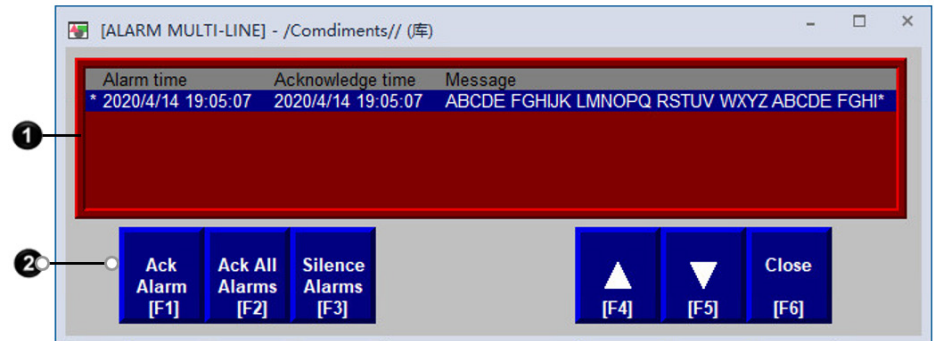 [ALARM MULTI-LINE] - /Comdiments// (库)
Alarm time Acknowledge time Message
* 2020/4/14 19:05:07 2020/4/14 19:05:07 ABCDE FGHIJK LMNOPQ RSTUV WXYZ ABCDE FGHI*
1
2
Ack Alarm [F1]
Ack All Alarms [F2]
Silence Alarms [F3]
▲ [F4]
▼ [F5]
Close [F6]